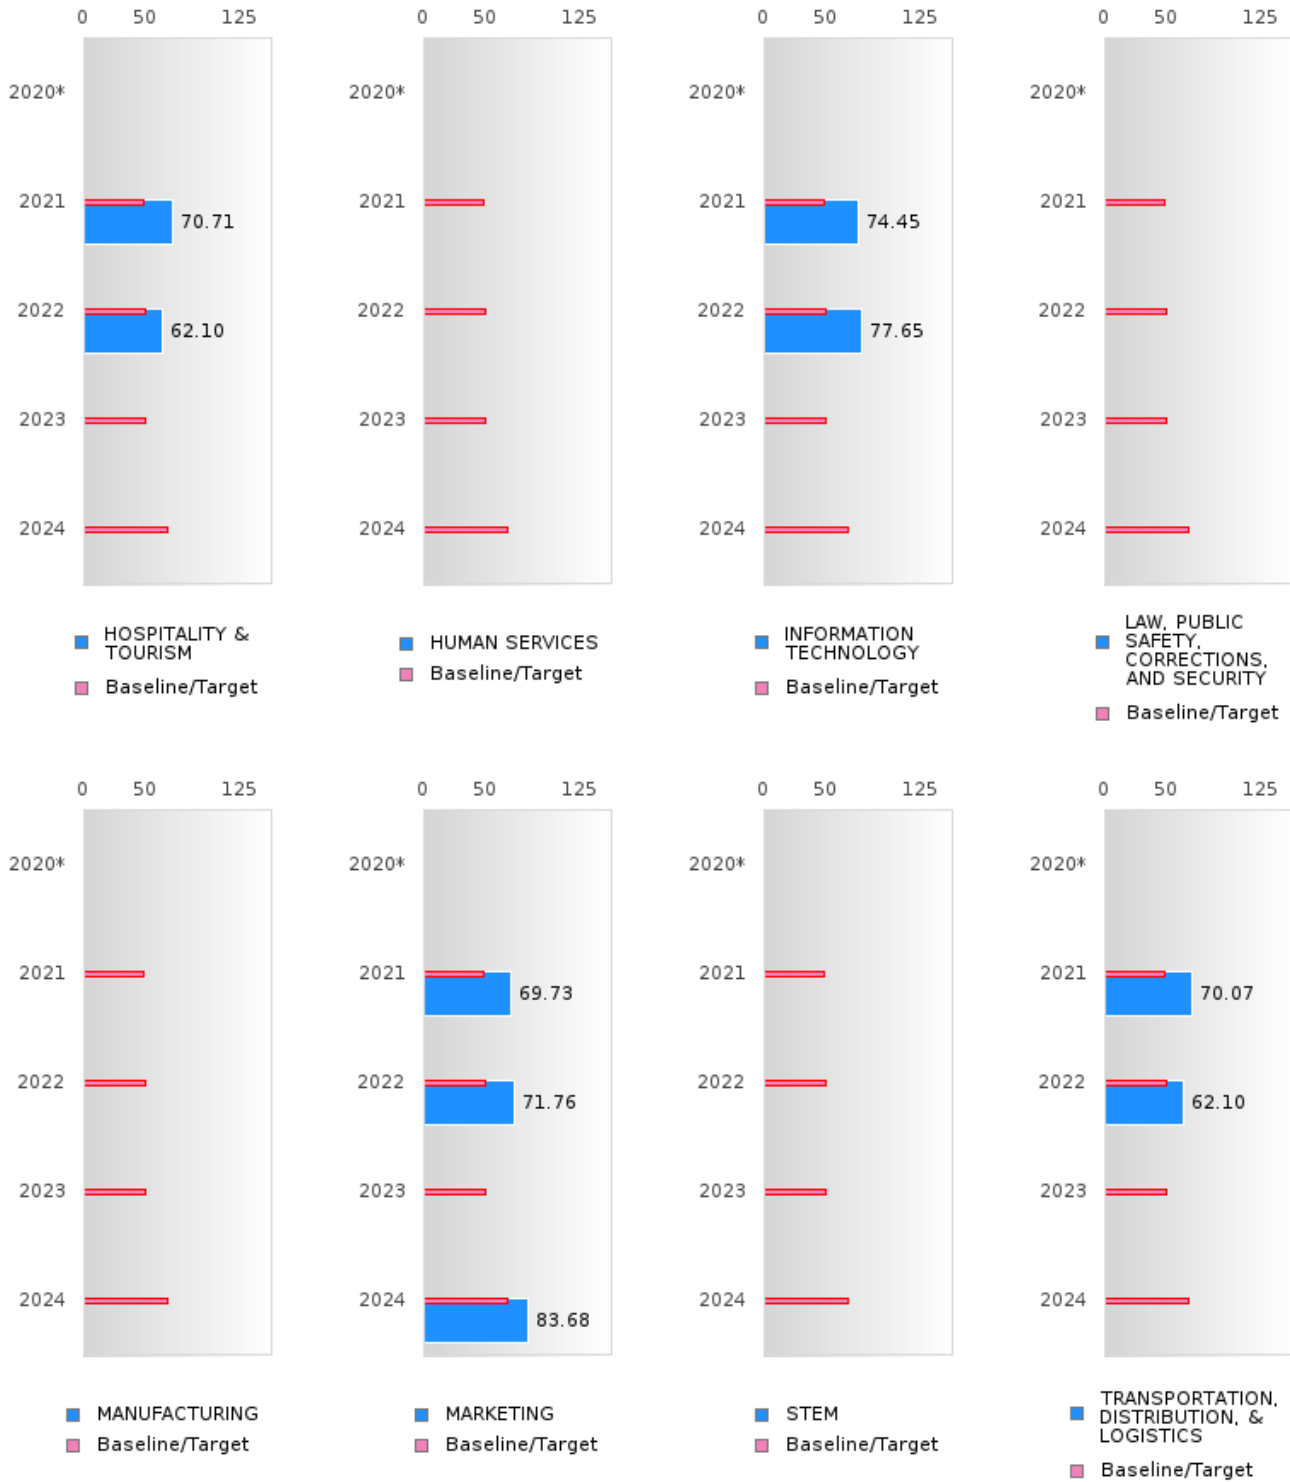 0 50 125
0 50 125
0 50 125
0 50 125
2020*
2020*
2020*
2020*
2021
70.71
2021
2021
74.45
2021
2022
62.10
2022
2022
77.65
2022
2023
2023
2023
2023
2024
2024
2024
2024
HOSPITALITY &
TOURISM
Baseline/Target
HUMAN SERVICES
Baseline/Target
INFORMATION
TECHNOLOGY
Baseline/Target
LAW, PUBLIC
SAFETY,
CORRECTIONS,
AND SECURITY
Baseline/Target
0 50 125
0 50 125
0 50 125
0 50 125
2020*
2020*
2020*
2020*
2021
2021
69.73
2021
2021
70.07
2022
2022
71.76
2022
2022
62.10
2023
2023
2023
2023
2024
2024
83.68
2024
2024
MANUFACTURING
Baseline/Target
MARKETING
Baseline/Target
STEM
Baseline/Target
TRANSPORTATION,
DISTRIBUTION, &
LOGISTICS
Baseline/Target